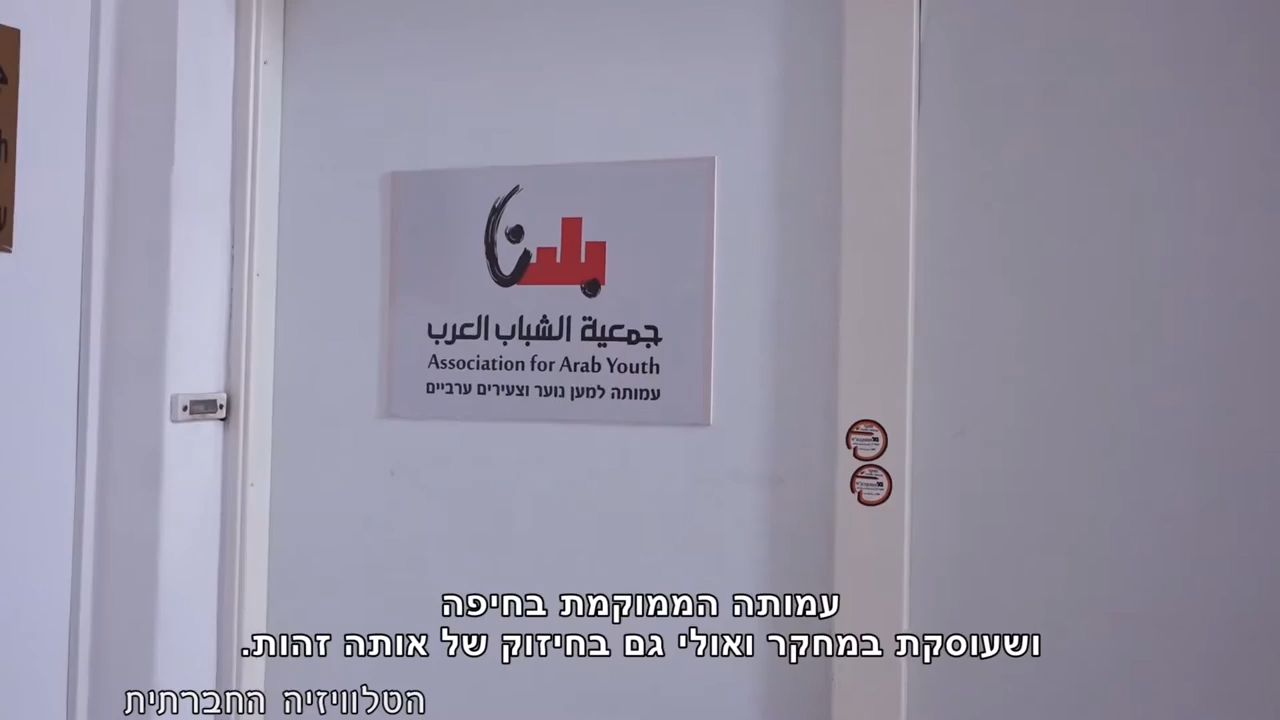 بلدنا
جمعية الشباب العرب
Association for Arab Youth
עמותה למען נוער וצעירים ערביים
עמותה הממוקמת בחיפה
ושעוסקת במחקר ואולי גם בחיזוק של אותה זהות.
הטלוויזיה החברתית